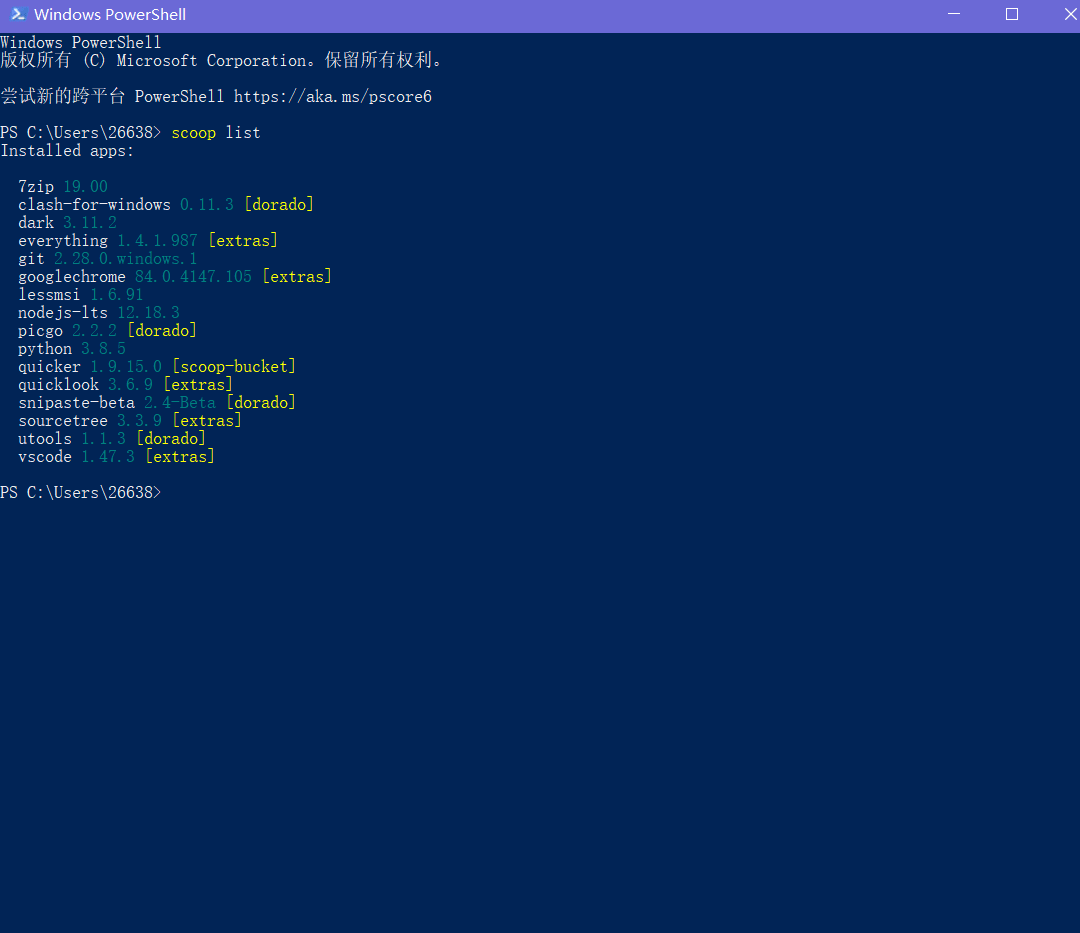 Windows PowerShell
Windows PowerShell
版权所有 (C) Microsoft Corporation。保留所有权利。
尝试新的跨平台 PowerShell https://aka.ms/pscore6
PS C:\Users\26638> scoop list
Installed apps:
7zip 19.00
clash-for-windows 0.11.3 [dorado]
dark 3.11.2
everything 1.4.1.987 [extras]
git 2.28.0.windows.1
googlechrome 84.0.4147.105 [extras]
lessmsi 1.6.91
nodejs-lts 12.18.3
picgo 2.2.2 [dorado]
python 3.8.5
quicker 1.9.15.0 [scoop-bucket]
quicklook 3.6.9 [extras]
snipaste-beta 2.4-Beta [dorado]
sourcetree 3.3.9 [extras]
utools 1.1.3 [dorado]
vscode 1.47.3 [extras]
PS C:\Users\26638>